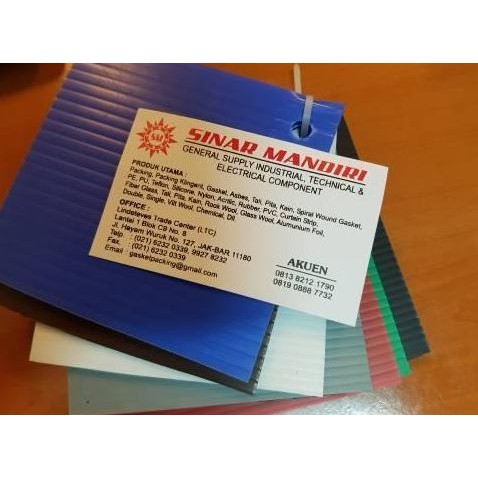 SM
SINAR MANDIRI
GENERAL SUPPLY INDUSTRIAL, TECHNICAL &
ELECTRICAL COMPONENT
PRODUK UTAMA :
Packing, Packing Klingerit, Gasket, Asbes, Tali, Pita, Kain, Spiral Wound Gasket,
PE, PU, Teflon, Silicone, Nylon, Acrilic, Rubber, PVC, Curtain Strip,
Fiber Glass, Tali, Pita, Kain, Rock Wool, Glass Wool, Alumunium Foil,
Double, Single, Vilt Wool, Chemical, Dll
OFFICE :
Lindeteves Trade Center (LTC)
Lantai 1 Blok C9 No. 8
Jl. Hayam Wuruk No. 127, JAK-BAR 11180
Telp. : (021) 6232 0339, 9927 8232
Fax. : (021) 6232 0339
Email : gasketpacking@gmail.com
AKUEN
0813 8212 1790
0819 0888 7732